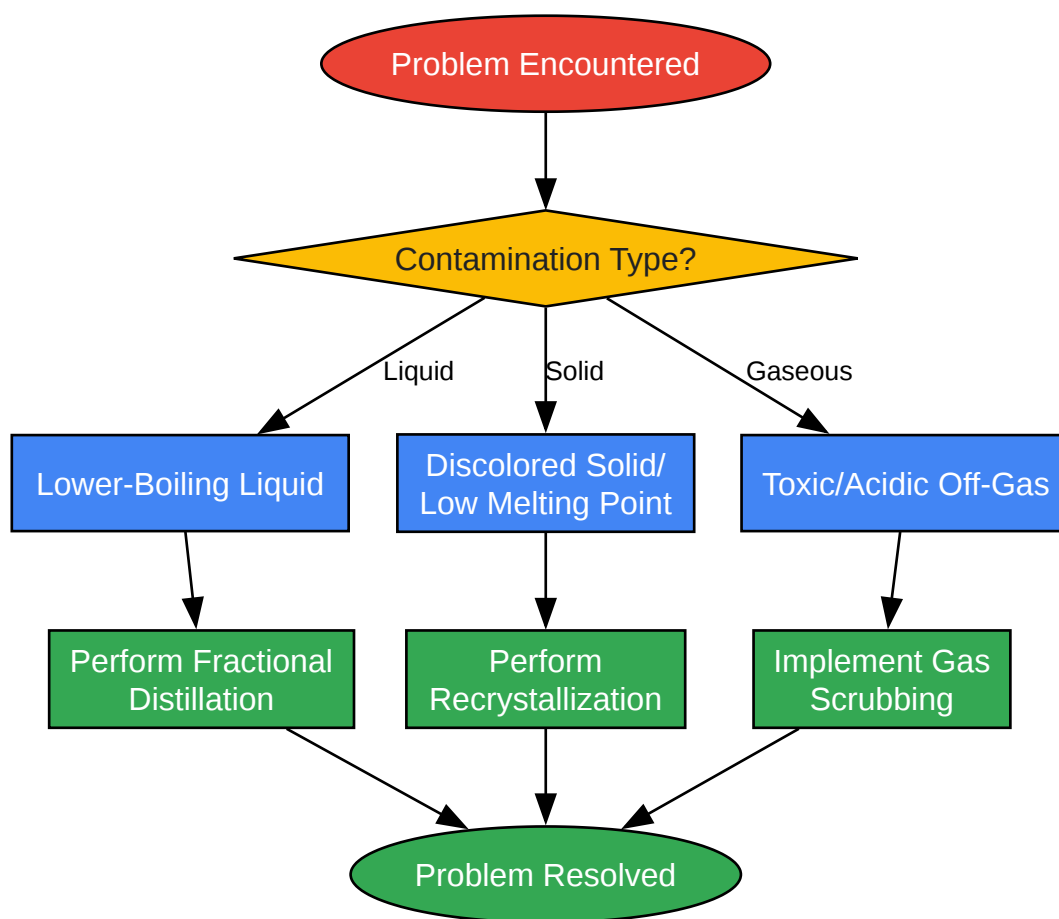 Problem Encountered
Contamination Type?
Liquid
Solid
Gaseous
Lower-Boiling Liquid
Discolored Solid/
Low Melting Point
Toxic/Acidic Off-Gas
Perform Fractional
Distillation
Perform
Recrystallization
Implement Gas
Scrubbing
Problem Resolved